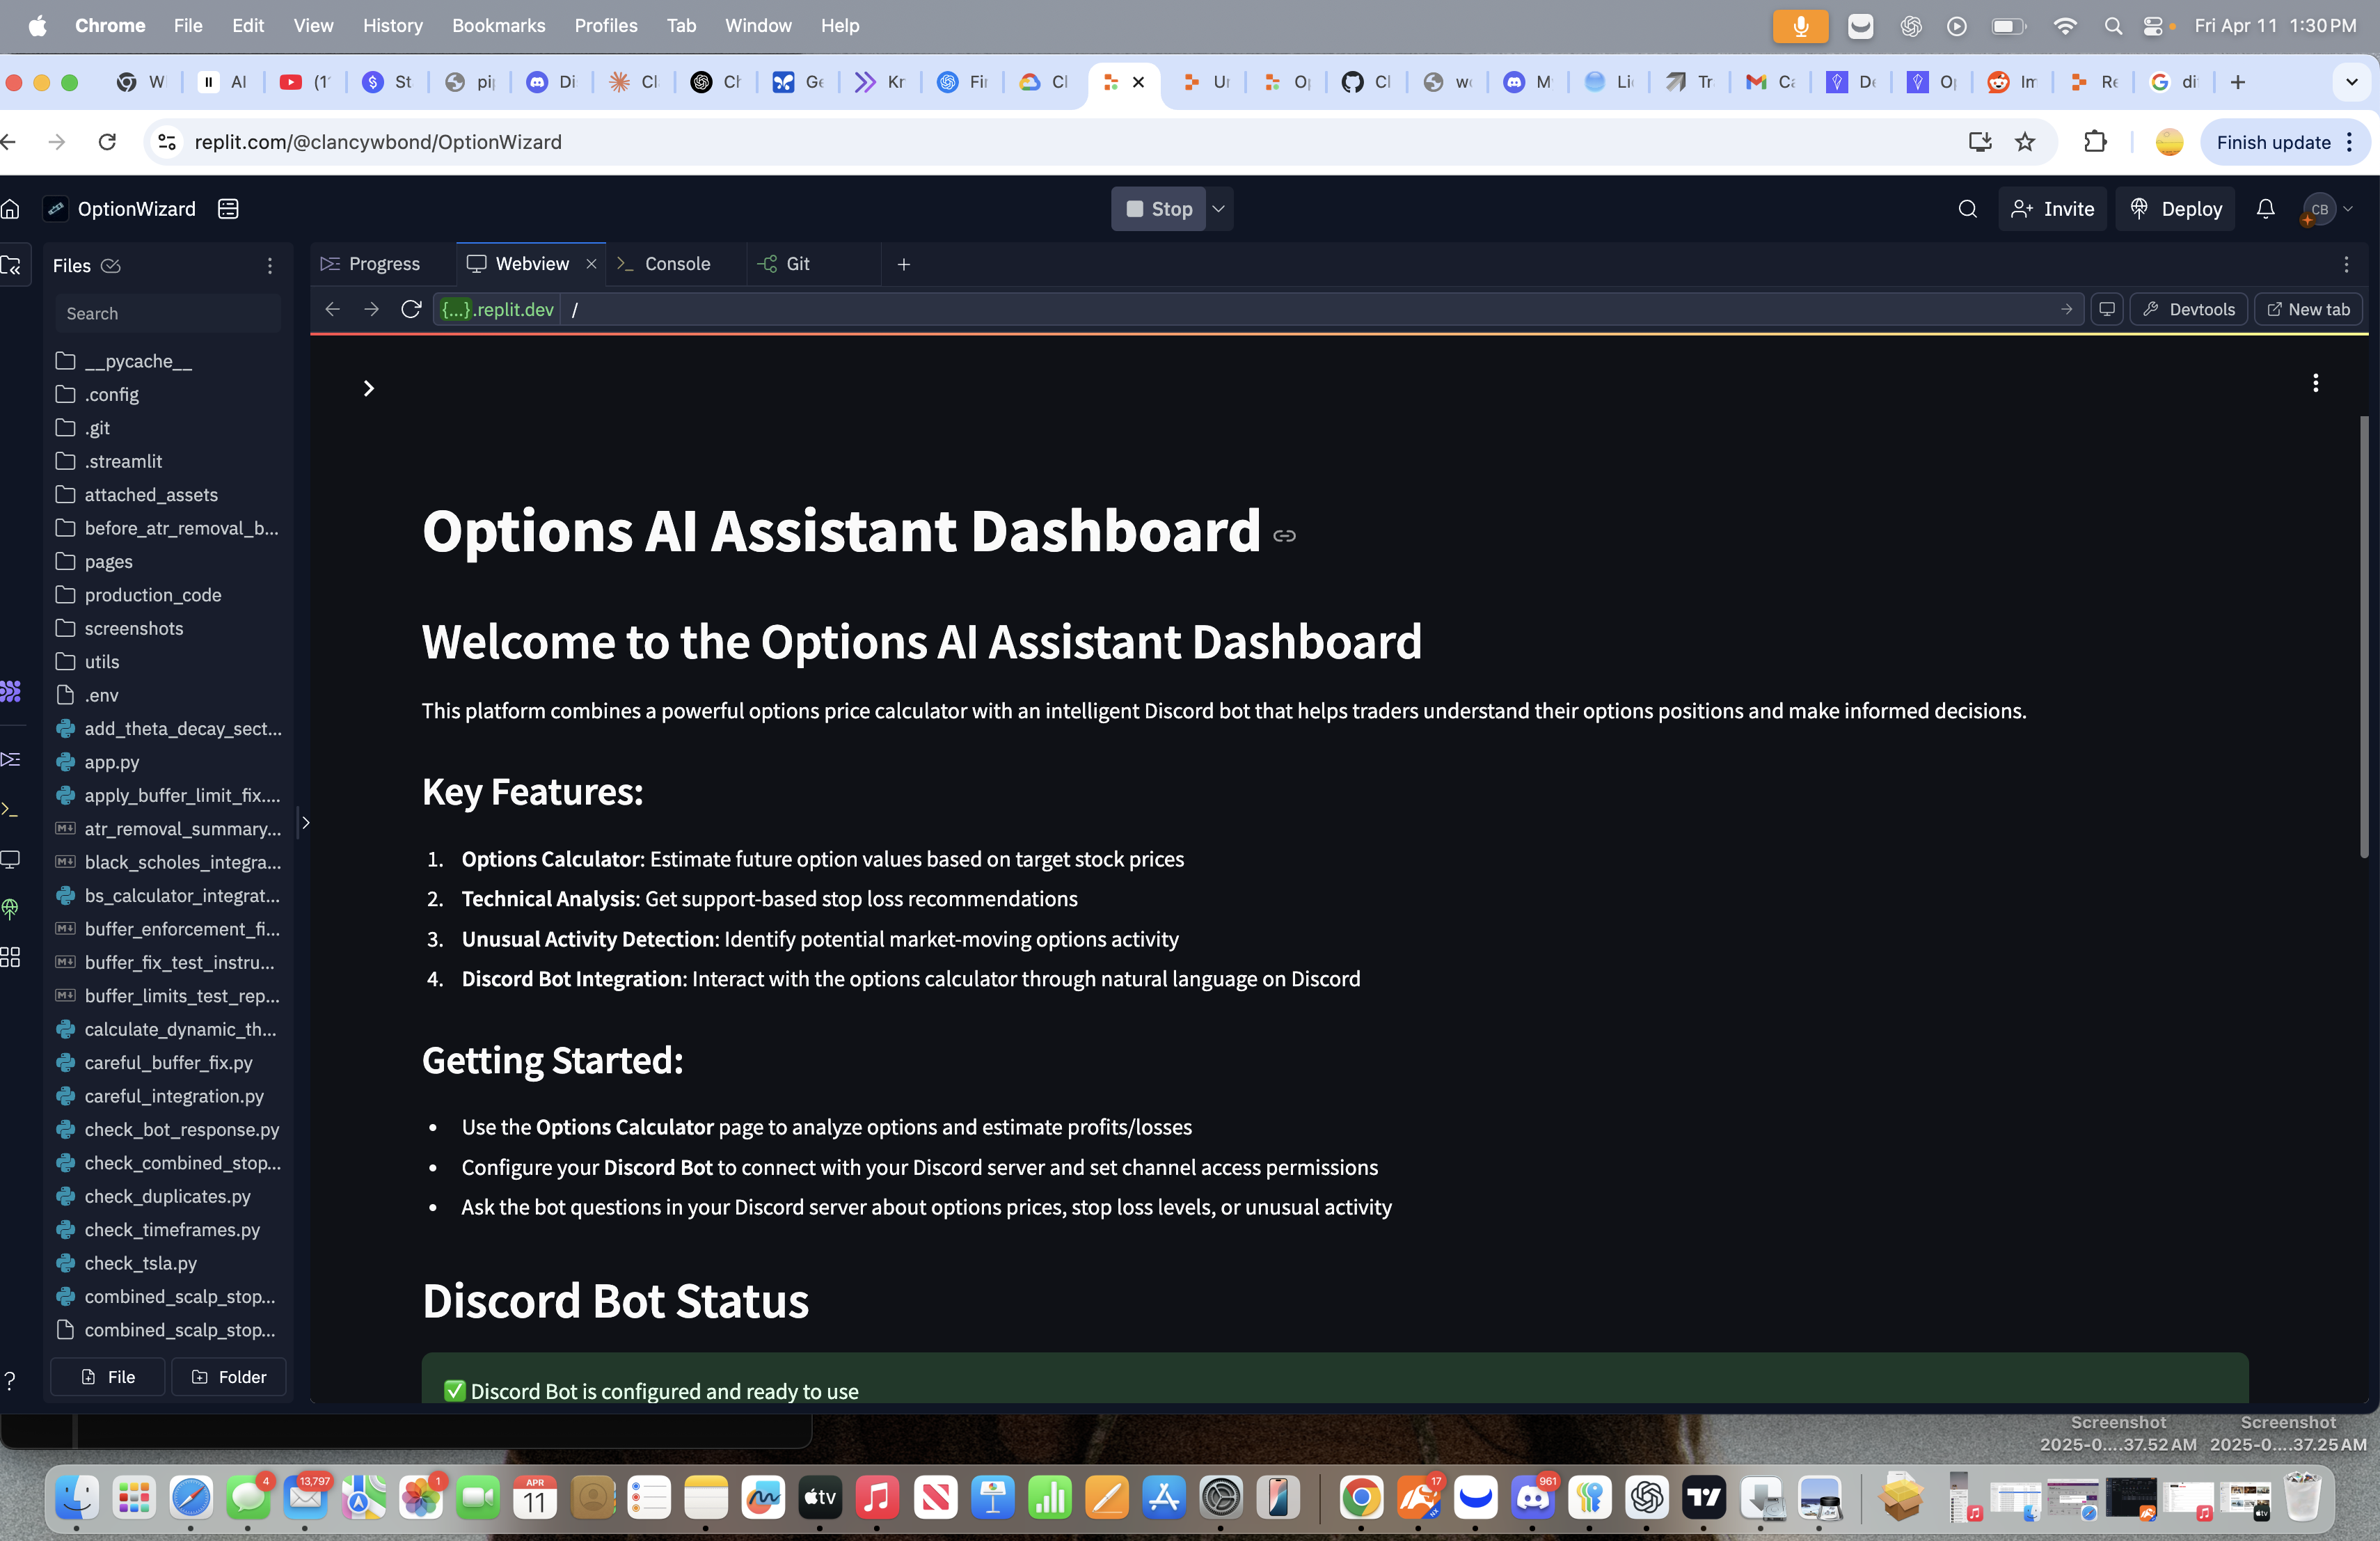 Chrome File Edit View History Bookmarks Profiles Tab Window Help Fri Apr 11 1:30 PM
W AI (1 St pi Di Cl Ch Ge Kr Fir Cl U O Cl w M Li Tr Ca De O Im Re di
replit.com/@clancywbond/OptionWizard Finish update
OptionWizard Stop Invite Deploy CB
Files Progress Webview Console Git
Search
{...}.replit.dev / Devtools New tab
__pycache__
.config
.git
.streamlit
attached_assets
before_atr_removal_b...
pages
production_code
screenshots
utils
.env
add_theta_decay_sect...
app.py
apply_buffer_limit_fix....
atr_removal_summary...
black_scholes_integra...
bs_calculator_integrat...
buffer_enforcement_fi...
buffer_fix_test_instru...
buffer_limits_test_rep...
calculate_dynamic_th...
careful_buffer_fix.py
careful_integration.py
check_bot_response.py
check_combined_stop...
check_duplicates.py
check_timeframes.py
check_tsla.py
combined_scalp_stop...
combined_scalp_stop...
File Folder
Options AI Assistant Dashboard
Welcome to the Options AI Assistant Dashboard
This platform combines a powerful options price calculator with an intelligent Discord bot that helps traders understand their options positions and make informed decisions.
Key Features:
1. Options Calculator: Estimate future option values based on target stock prices
2. Technical Analysis: Get support-based stop loss recommendations
3. Unusual Activity Detection: Identify potential market-moving options activity
4. Discord Bot Integration: Interact with the options calculator through natural language on Discord
Getting Started:
• Use the Options Calculator page to analyze options and estimate profits/losses
• Configure your Discord Bot to connect with your Discord server and set channel access permissions
• Ask the bot questions in your Discord server about options prices, stop loss levels, or unusual activity
Discord Bot Status
✅ Discord Bot is configured and ready to use
Screenshot Screenshot
2025-0....37.52 AM 2025-0....37.25 AM
4 13,797 1 APR 11 tv 17 961